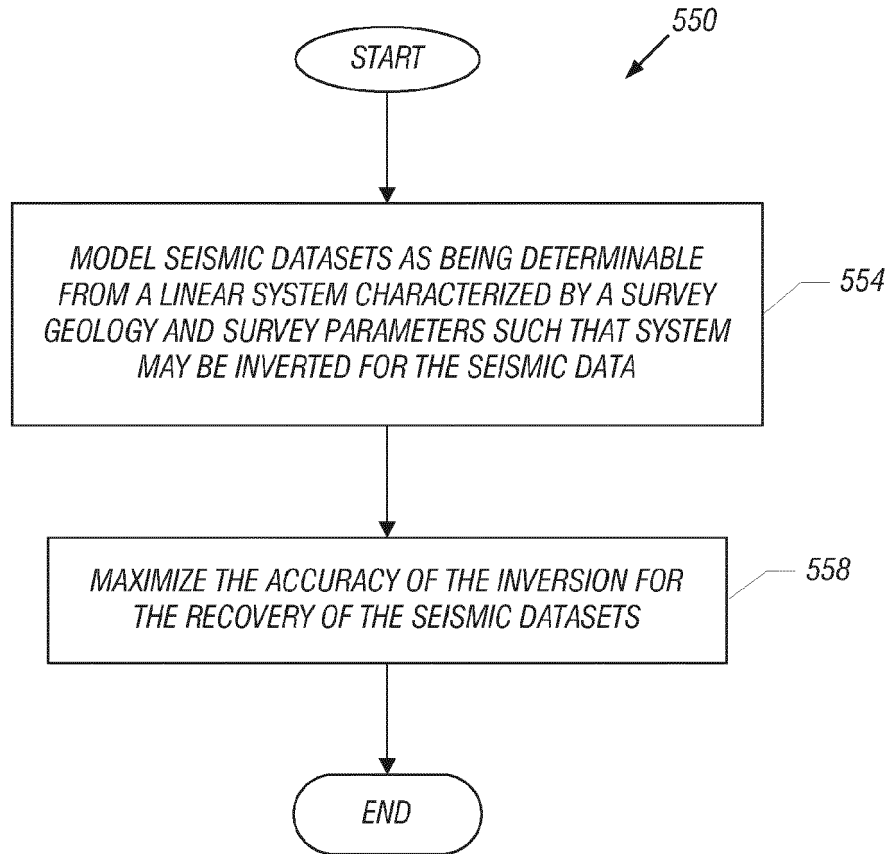 550
START
MODEL SEISMIC DATASETS AS BEING DETERMINABLE
FROM A LINEAR SYSTEM CHARACTERIZED BY A SURVEY
GEOLOGY AND SURVEY PARAMETERS SUCH THAT SYSTEM
MAY BE INVERTED FOR THE SEISMIC DATA
554
MAXIMIZE THE ACCURACY OF THE INVERSION FOR
THE RECOVERY OF THE SEISMIC DATASETS
558
END